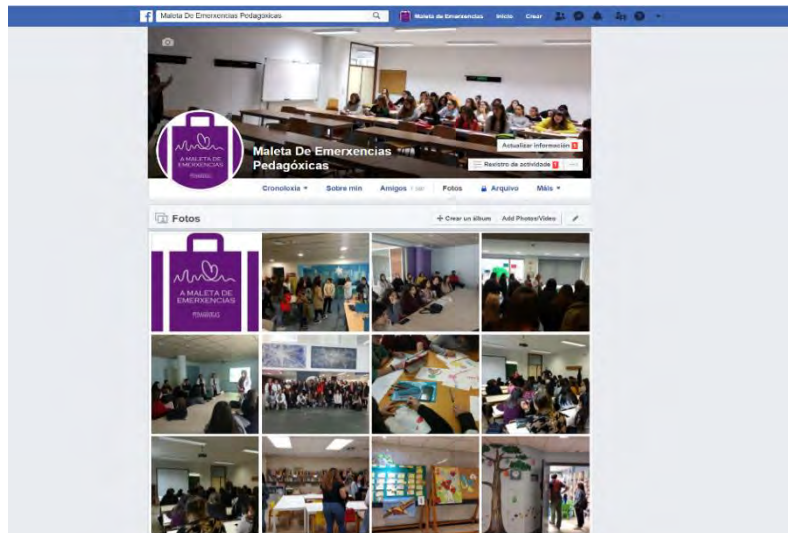 Maleta De Emerxencias Pedagóxicas
Maleta de Emerxencias Inicio Crear
A MALETA DE
EMERXENCIAS
PEDAGÓXICAS
Maleta De Emerxencias
Pedagóxicas
Actualizar información
Rexistro de actividade
Cronoloxía Sobre min Amigos Fotos Arquivo Máis
Fotos
+ Crear un álbum Add Photos/Video
A MALETA DE
EMERXENCIAS
PEDAGÓXICAS